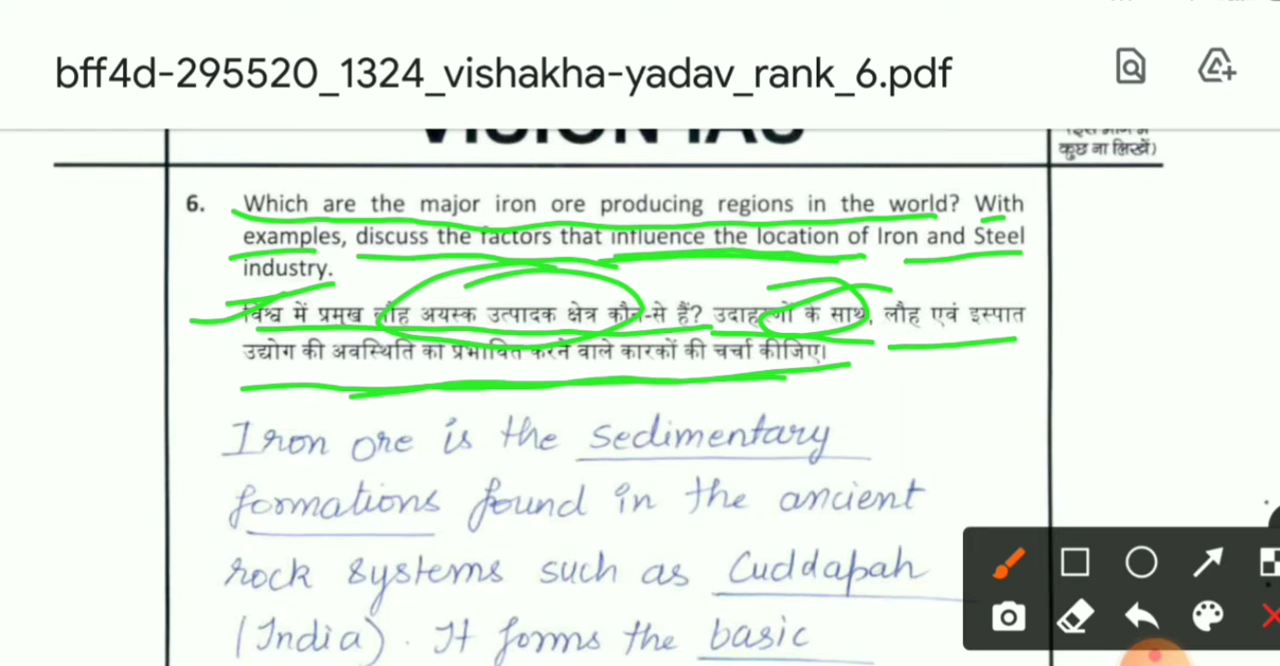 bff4d-295520_1324_vishakha-yadav_rank_6.pdf
VISION IAS
कुछ ना लिखें)
6. Which are the major iron ore producing regions in the world? With
examples, discuss the factors that influence the location of Iron and Steel
industry.
विश्व में प्रमुख लौह अयस्क उत्पादक क्षेत्र कौन-से हैं? उदाहरणों के साथ, लौह एवं इस्पात
उद्योग की अवस्थिति को प्रभावित करने वाले कारकों की चर्चा कीजिए।
Iron ore is the sedimentary
formations found in the ancient
rock systems such as Cuddapah
(India). It forms the basic